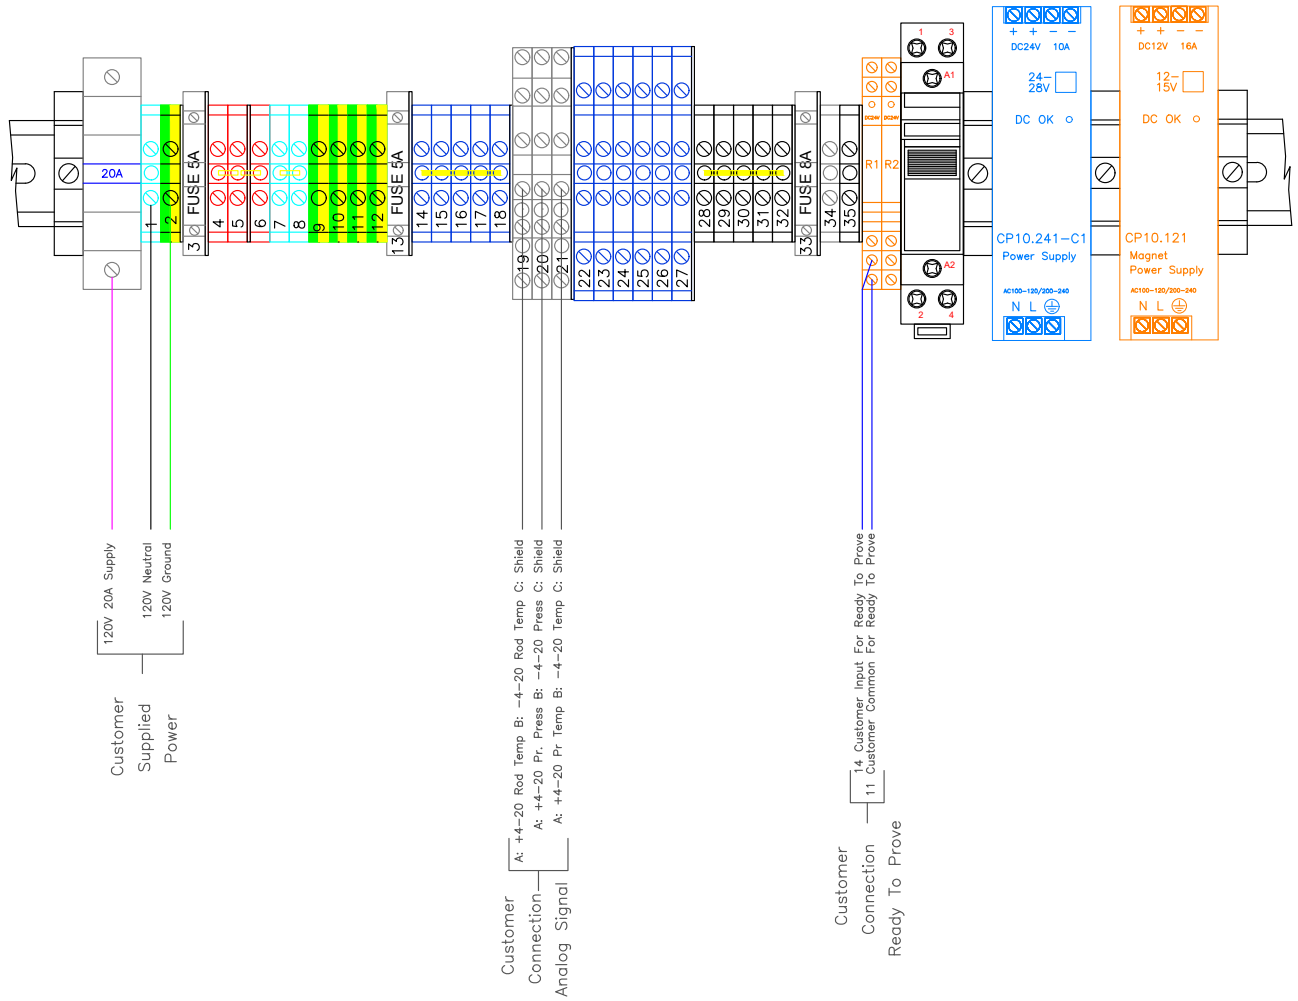 1 3
DC24V 10A
DC12V 16A
A1
24-
28V
12-
15V
DC24V DC24V
DC OK
DC OK
20A
FUSE 5A
FUSE 5A
FUSE 8A
R1 R2
1
2
3
4
5
6
7
8
9
10
11
12
13
14
15
16
17
18
19
20
21
22
23
24
25
26
27
28
29
30
31
32
33
34
35
CP10.241-C1
Power Supply
CP10.121
Magnet
Power Supply
A2
AC100-120/200-240
AC100-120/200-240
N L
N L
2 4
120V 20A Supply
120V Neutral
120V Ground
Customer
Supplied
Power
A: +4-20 Rod Temp B: -4-20 Rod Temp C: Shield
A: +4-20 Pr. Press B: -4-20 Press C: Shield
A: +4-20 Pr Temp B: -4-20 Temp C: Shield
Customer
Connection
Analog Signal
14 Customer Input For Ready To Prove
11 Customer Common For Ready To Prove
Customer
Connection
Ready To Prove